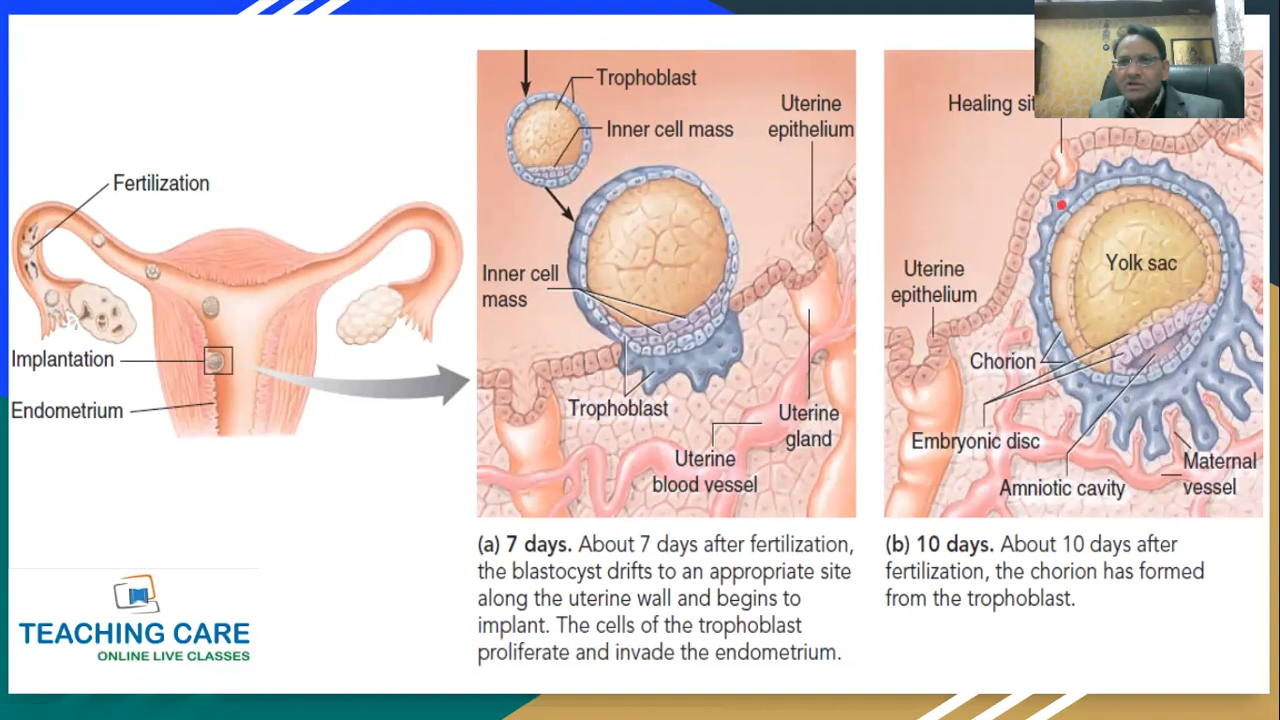 Fertilization
Implantation
Endometrium
TEACHING CARE
ONLINE LIVE CLASSES
Trophoblast
Inner cell mass
Uterine
epithelium
Inner cell
mass
Trophoblast
Uterine
gland
Uterine
blood vessel
(a) 7 days. About 7 days after fertilization,
the blastocyst drifts to an appropriate site
along the uterine wall and begins to
implant. The cells of the trophoblast
proliferate and invade the endometrium.
Healing
Yolk sac
Uterine
epithelium
Chorion
Embryonic disc
Amniotic cavity
Maternal
vessel
(b) 10 days. About 10 days after
fertilization, the chorion has formed
from the trophoblast.